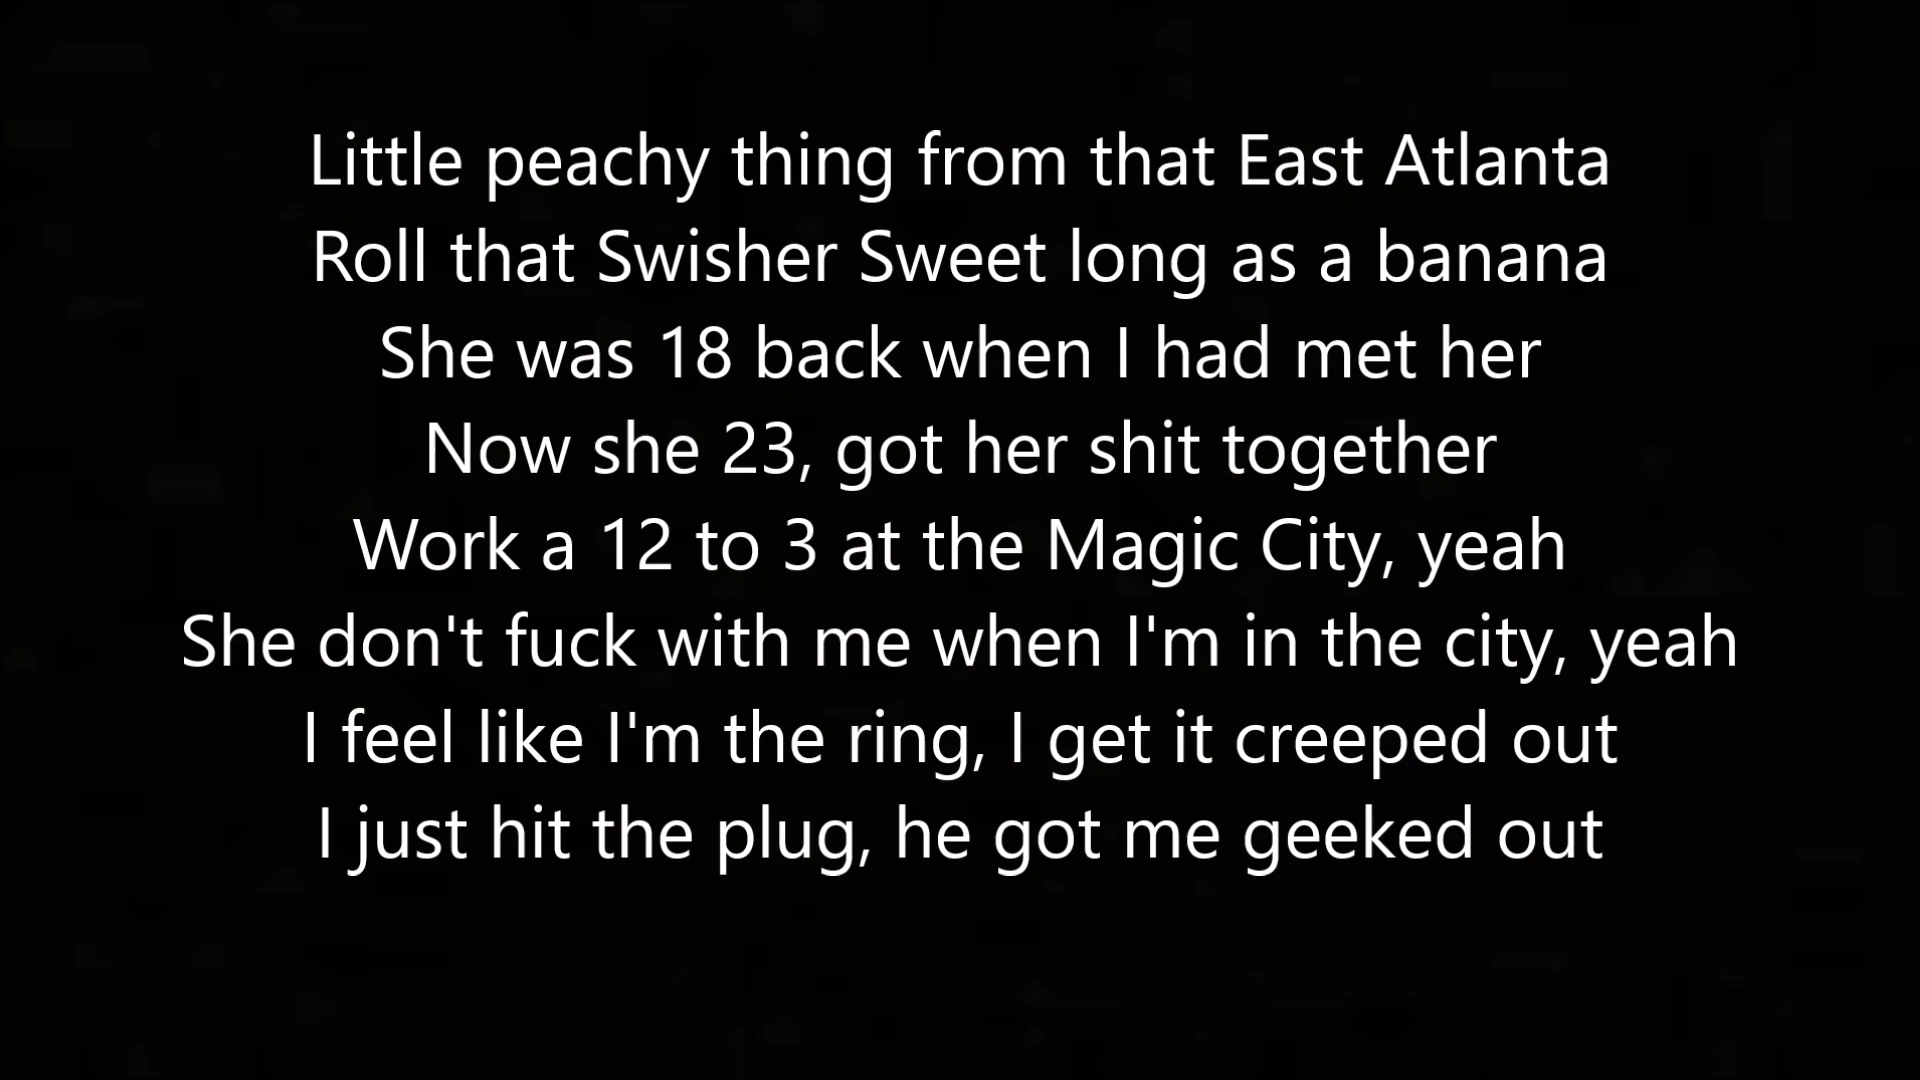 Little peachy thing from that East Atlanta
Roll that Swisher Sweet long as a banana
She was 18 back when I had met her
Now she 23, got her shit together
Work a 12 to 3 at the Magic City, yeah
She don't fuck with me when I'm in the city, yeah
I feel like I'm the ring, I get it creeped out
I just hit the plug, he got me geeked out